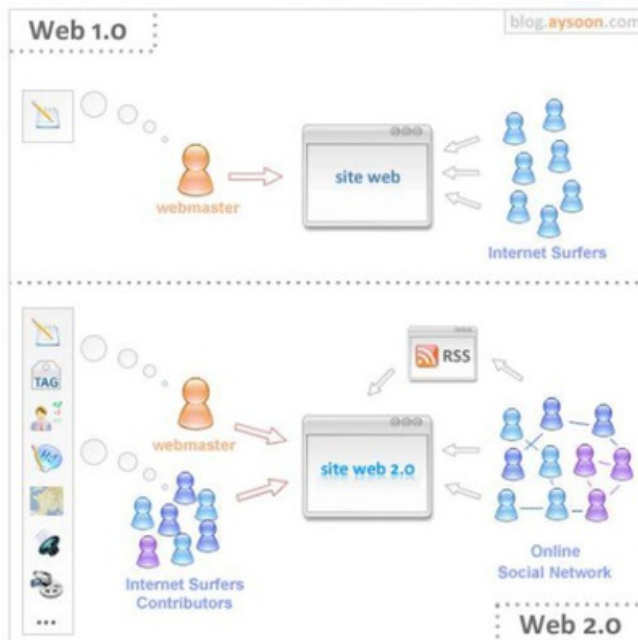 Web 1.0
blog.aysoon.com
site web
webmaster
Internet Surfers
RSS
TAG
webmaster
site web 2.0
Internet Surfers
Contributors
Online
Social Network
...
Web 2.0